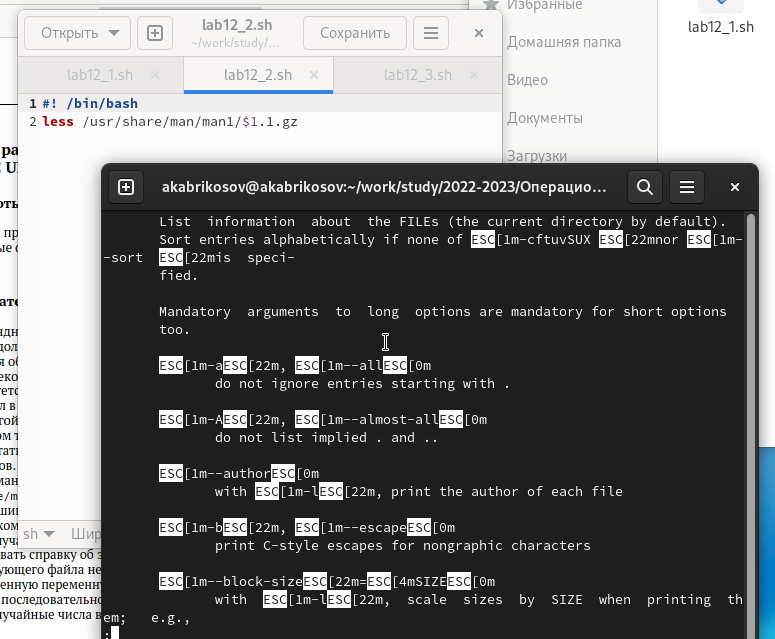 Избранные
lab12_1.sh
Открыть
lab12_2.sh
~/work/study/...
Сохранить
Домашняя папка
lab12_1.sh
lab12_2.sh
lab12_3.sh
Видео
1 #! /bin/bash
2 less /usr/share/man/man1/$1.1.gz
Документы
Загрузки
akabrikosov@akabrikosov:~/work/study/2022-2023/Операцио...
List information about the FILEs (the current directory by default).
Sort entries alphabetically if none of ESC[1m-cftuvSUX ESC[22mnor ESC[1m-
-sort ESC[22mis speci-
fied.
Mandatory arguments to long options are mandatory for short options
too.
ESC[1m-aESC[22m, ESC[1m--allESC[0m
do not ignore entries starting with .
ESC[1m-AESC[22m, ESC[1m--almost-allESC[0m
do not list implied . and ..
ESC[1m--authorESC[0m
with ESC[1m-lESC[22m, print the author of each file
ESC[1m-bESC[22m, ESC[1m--escapeESC[0m
print C-style escapes for nongraphic characters
ESC[1m--block-sizeESC[22m=ESC[4mSIZEESC[0m
with ESC[1m-lESC[22m, scale sizes by SIZE when printing th
em; e.g.,
:
sh
Шир
вать справку об з
ующего файла не
енную переменну
последовательно
учайные числа в